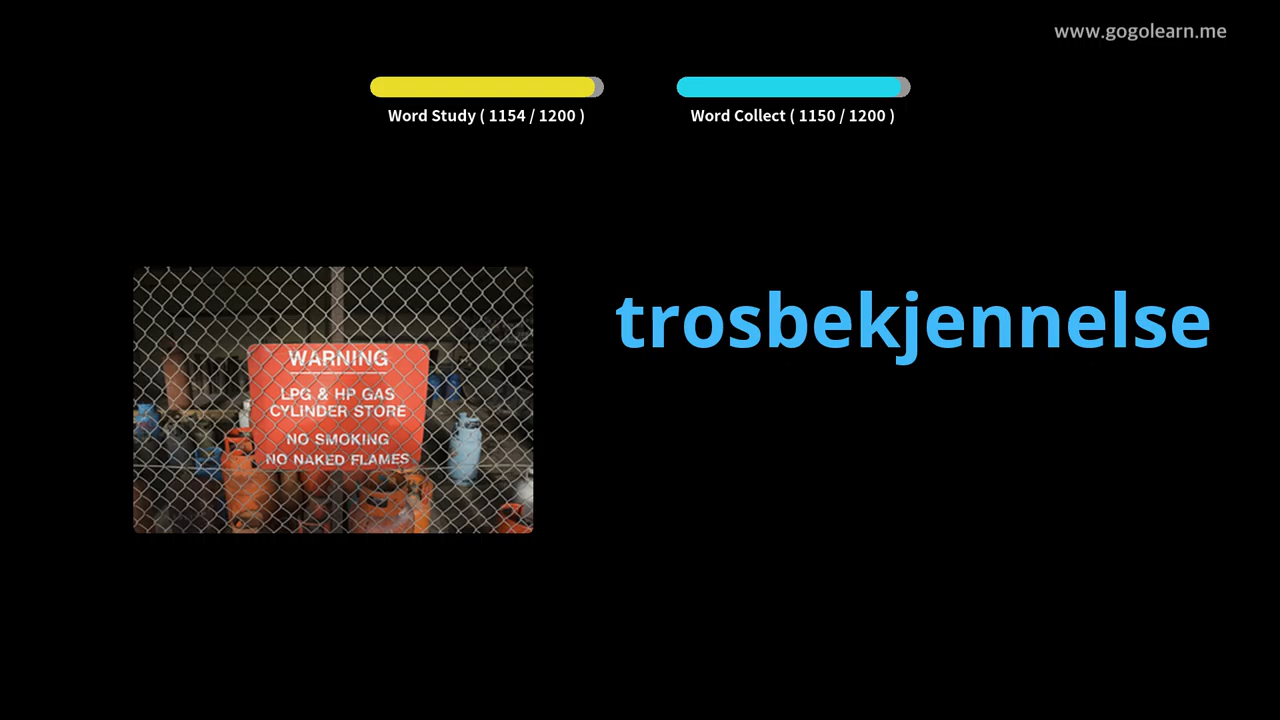 www.gogolearn.me
Word Study ( 1154 / 1200 )
Word Collect ( 1150 / 1200 )
trosbekjennelse
WARNING
LPG & HP GAS
CYLINDER STORE
NO SMOKING
NO NAKED FLAMES